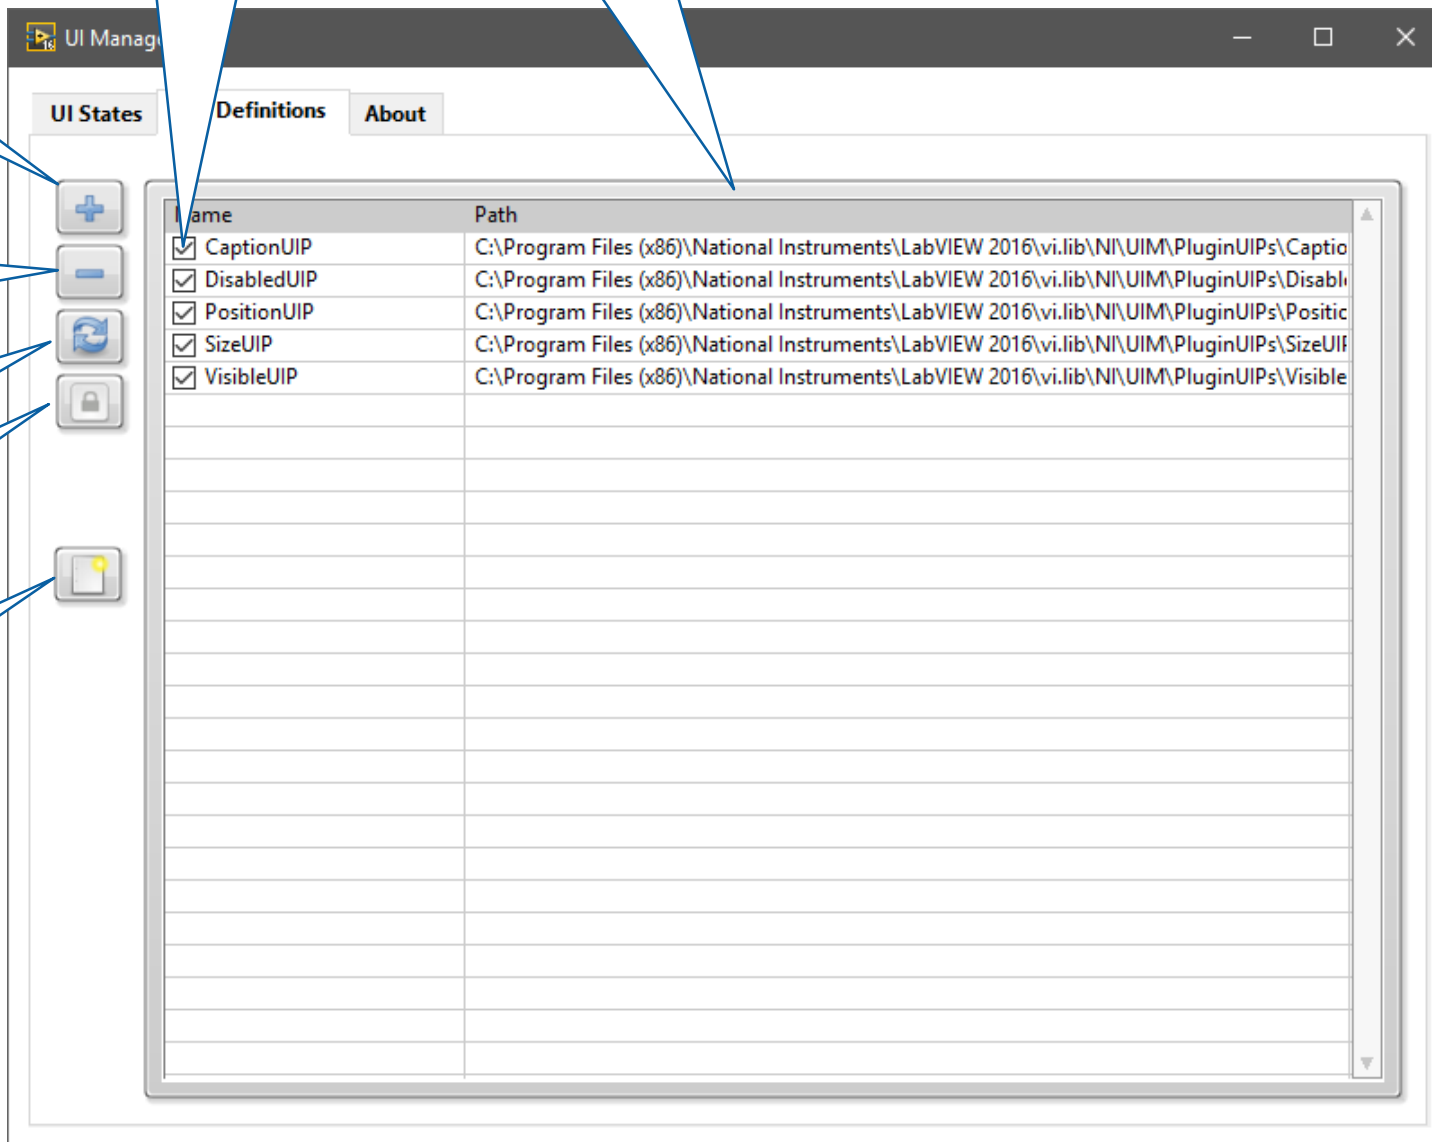 UI Manag
UI States
Definitions
About
Name
Path
CaptionUIP
C:\Program Files (x86)\National Instruments\LabVIEW 2016\vi.lib\NI\UIM\PluginUIPs\Captio
DisabledUIP
C:\Program Files (x86)\National Instruments\LabVIEW 2016\vi.lib\NI\UIM\PluginUIPs\Disabl
PositionUIP
C:\Program Files (x86)\National Instruments\LabVIEW 2016\vi.lib\NI\UIM\PluginUIPs\Positic
SizeUIP
C:\Program Files (x86)\National Instruments\LabVIEW 2016\vi.lib\NI\UIM\PluginUIPs\SizeUIP
VisibleUIP
C:\Program Files (x86)\National Instruments\LabVIEW 2016\vi.lib\NI\UIM\PluginUIPs\Visible